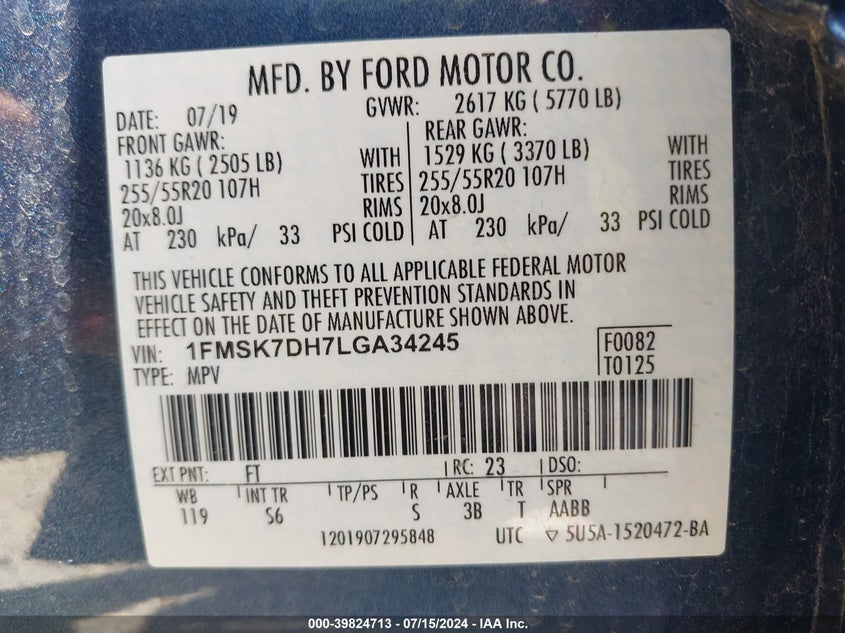 MFD. BY FORD MOTOR CO.
DATE: 07/19 GVWR: 2617 KG ( 5770 LB)
FRONT GAWR: REAR GAWR:
1136 KG ( 2505 LB) WITH 1529 KG ( 3370 LB) WITH
255/55R20 107H TIRES 255/55R20 107H TIRES
20x8.0J RIMS 20x8.0J RIMS
AT 230 kPa/ 33 PSI COLD AT 230 kPa/ 33 PSI COLD
THIS VEHICLE CONFORMS TO ALL APPLICABLE FEDERAL MOTOR
VEHICLE SAFETY AND THEFT PREVENTION STANDARDS IN
EFFECT ON THE DATE OF MANUFACTURE SHOWN ABOVE.
VIN: 1FMSK7DH7LGA34245 F0082
TYPE: MPV T0125
EXT PNT: FT RC: 23 DSO:
WB INT TR TP/PS R AXLE TR SPR
119 S6 S 3B T AABB
1201907295848 UTC ▽ 5U5A-1520472-BA
000-39824713 - 07/15/2024 - IAA Inc.